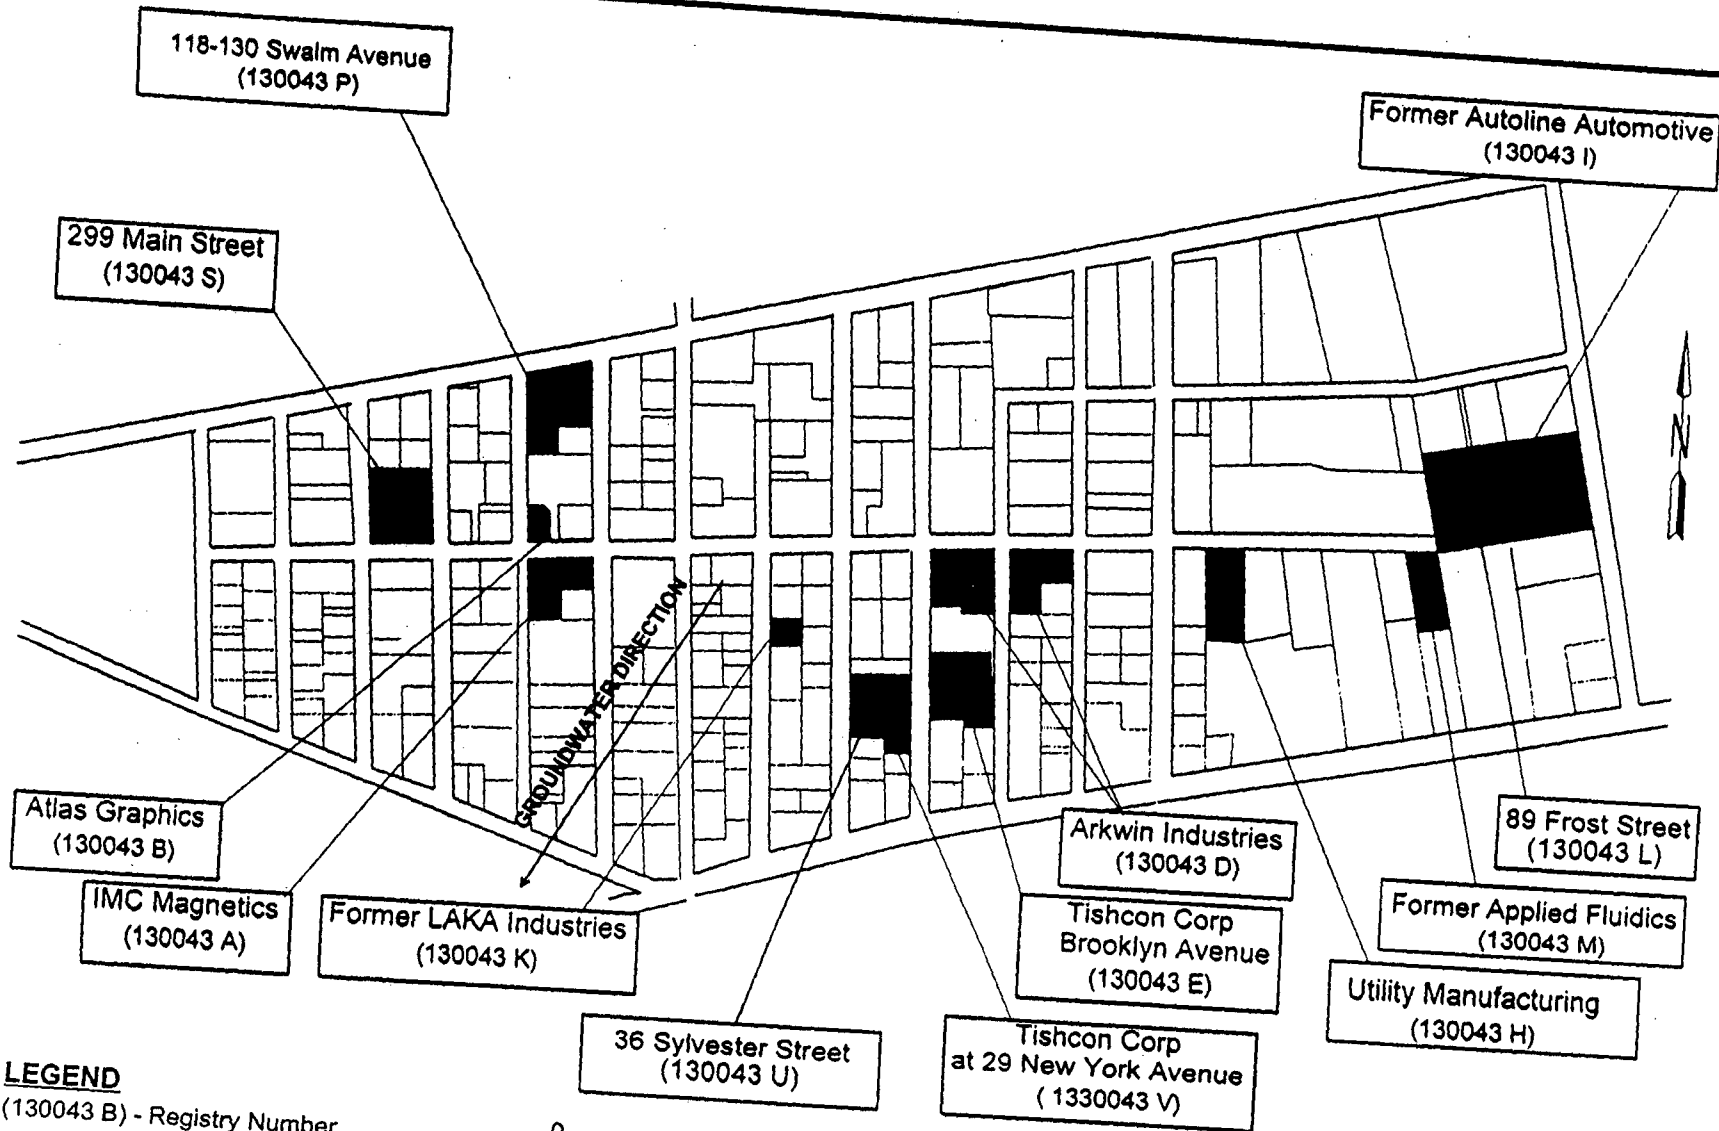 118-130 Swalm Avenue
(130043 P)
Former Autoline Automotive
(130043 I)
299 Main Street
(130043 S)
N
GROUNDWATER DIRECTION
Atlas Graphics
(130043 B)
IMC Magnetics
(130043 A)
Former LAKA Industries
(130043 K)
36 Sylvester Street
(130043 U)
Tishcon Corp
at 29 New York Avenue
( 1330043 V)
Tishcon Corp
Brooklyn Avenue
(130043 E)
Arkwin Industries
(130043 D)
89 Frost Street
(130043 L)
Former Applied Fluidics
(130043 M)
Utility Manufacturing
(130043 H)
LEGEND
(130043 B) - Registry Number